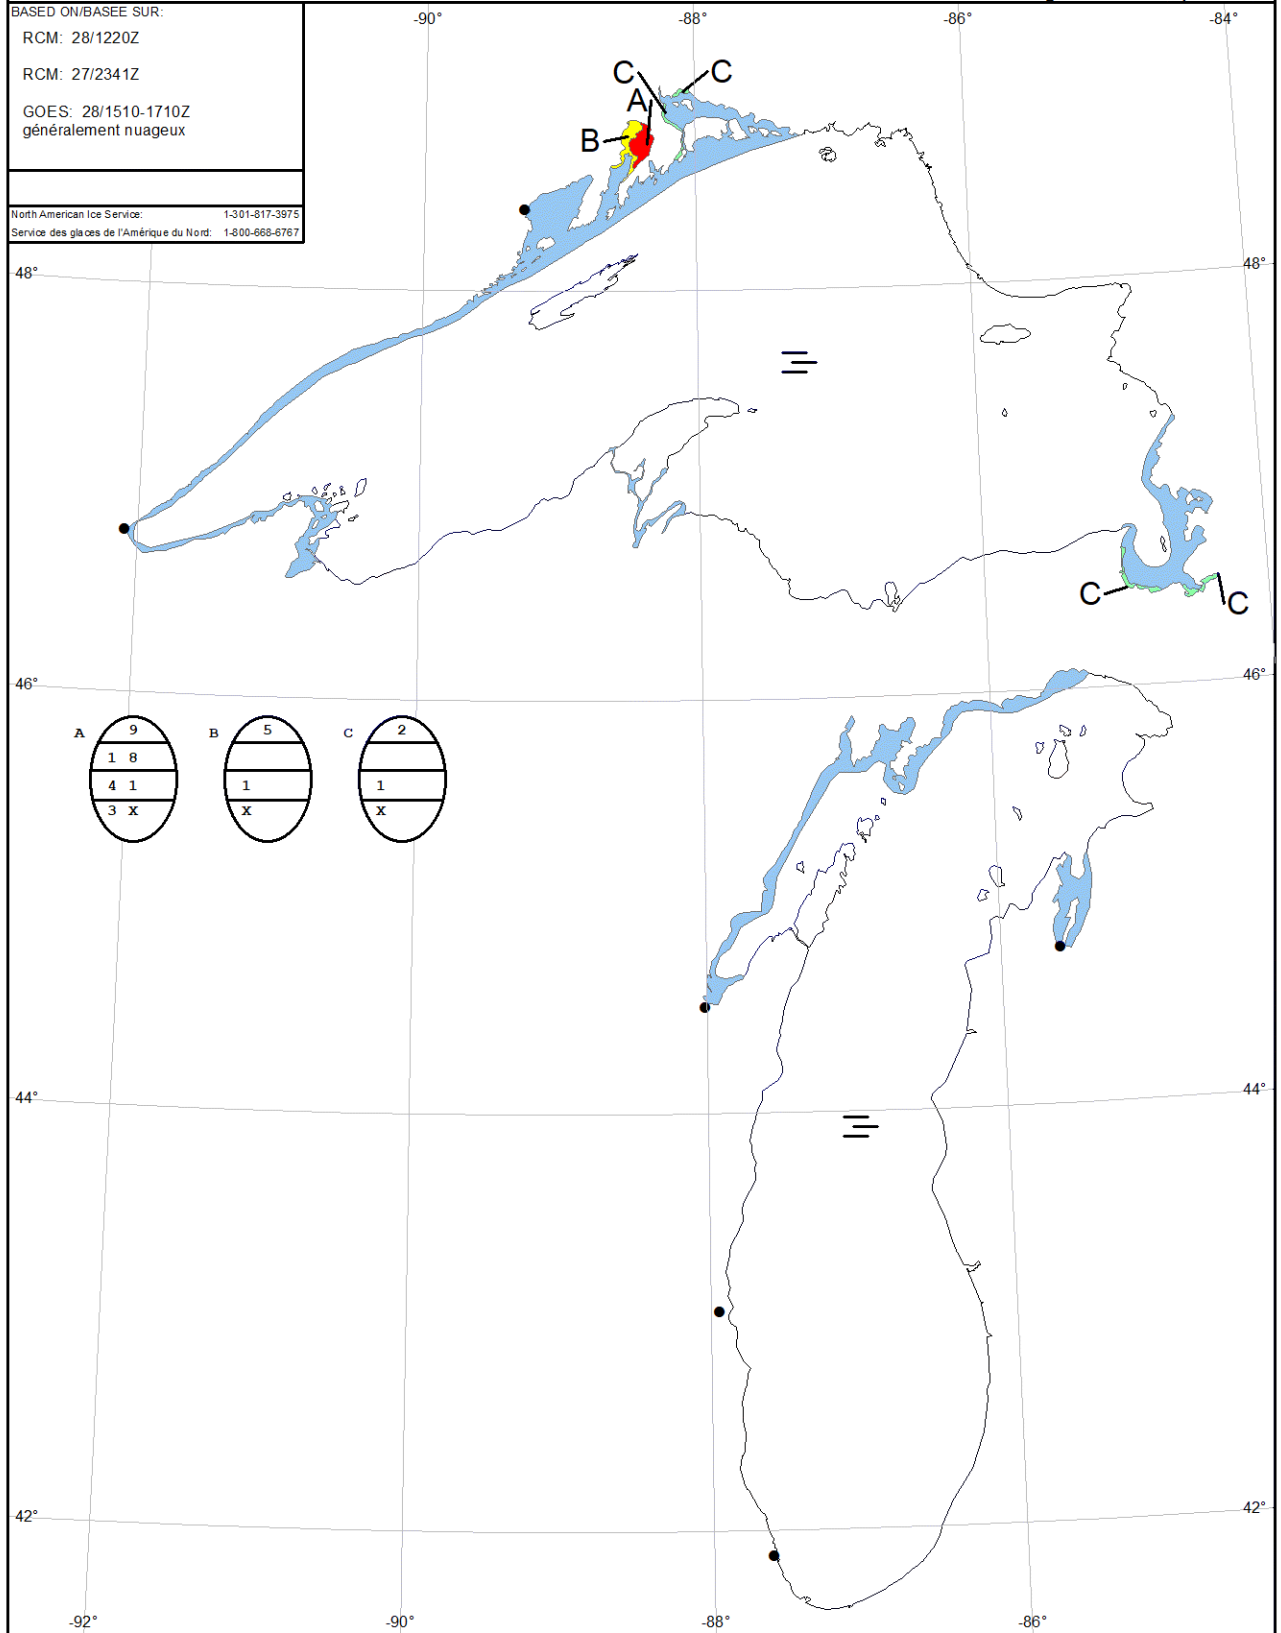 BASED ON/BASEE SUR:
RCM: 28/1220Z
RCM: 27/2341Z
GOES: 28/1510-1710Z
généralement nuageux
North American Ice Service: 1-301-817-3975
Service des glaces de l'Amérique du Nord: 1-800-668-6767
-90° -88° -86° -84°
C C
A
B
48° 48°
C C
46° 46°
A 9
1 8
4 1
3 X
B 5
1
X
C 2
1
X
44° 44°
42° 42°
-92° -90° -88° -86°